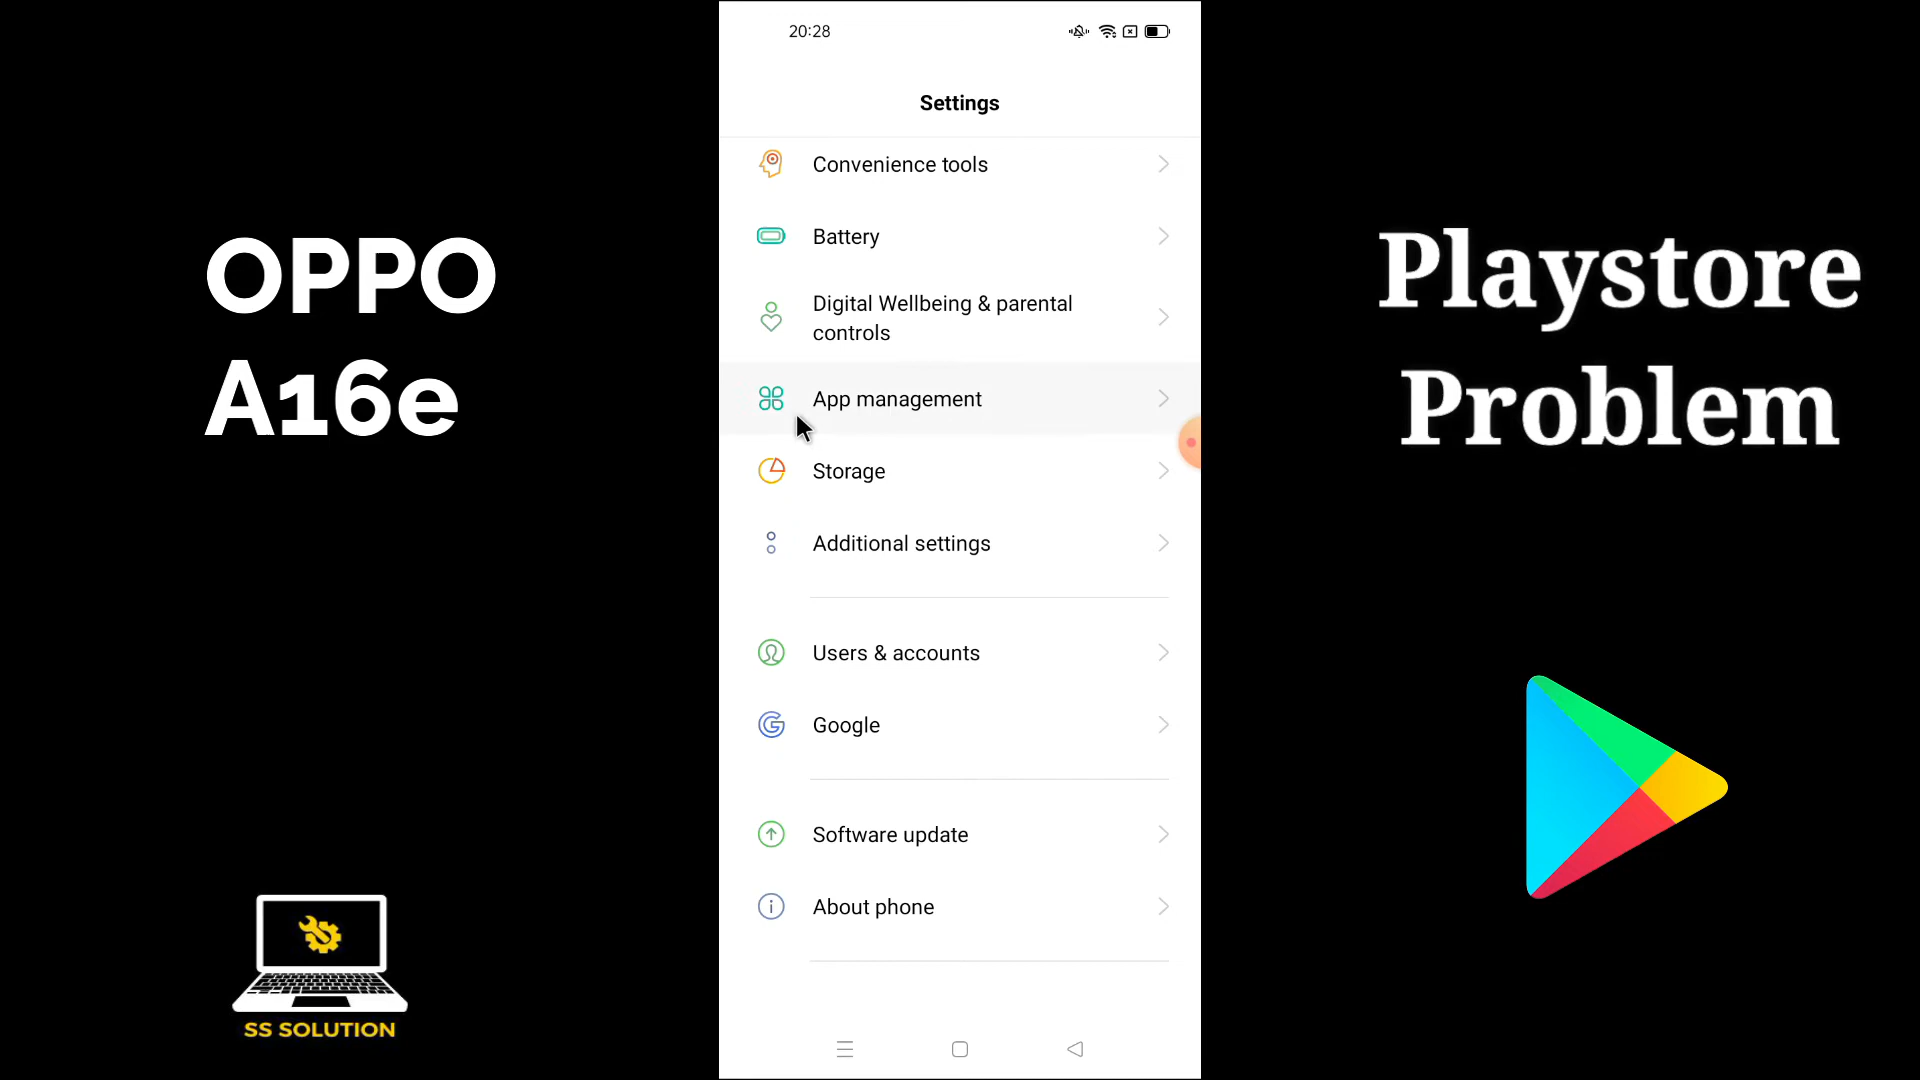 20:28
Settings
Convenience tools
Battery
Digital Wellbeing & parental
controls
App management
Storage
Additional settings
Users & accounts
Google
Software update
About phone
OPPO
A16e
SS SOLUTION
Playstore
Problem